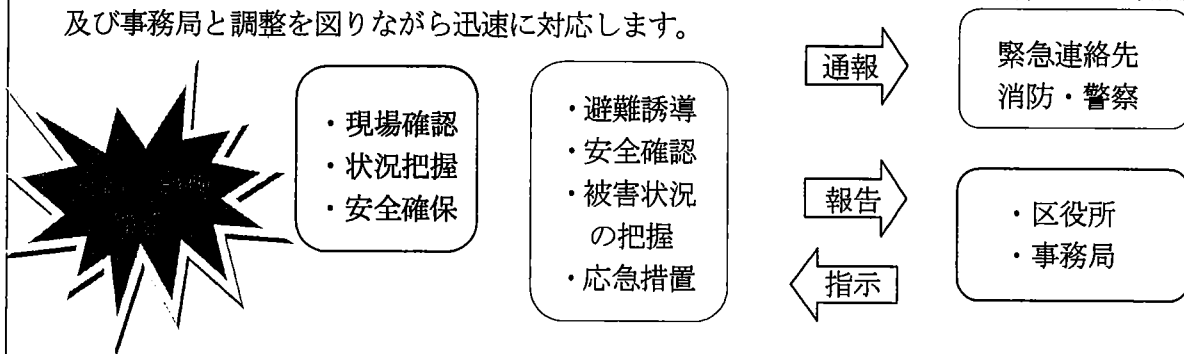 及び事務局と調整を図りながら迅速に対応します。
・現場確認
・状況把握
・安全確保
・避難誘導
・安全確認
・被害状況
の把握
・応急措置
通報
緊急連絡先
消防・警察
報告
指示
・区役所
・事務局